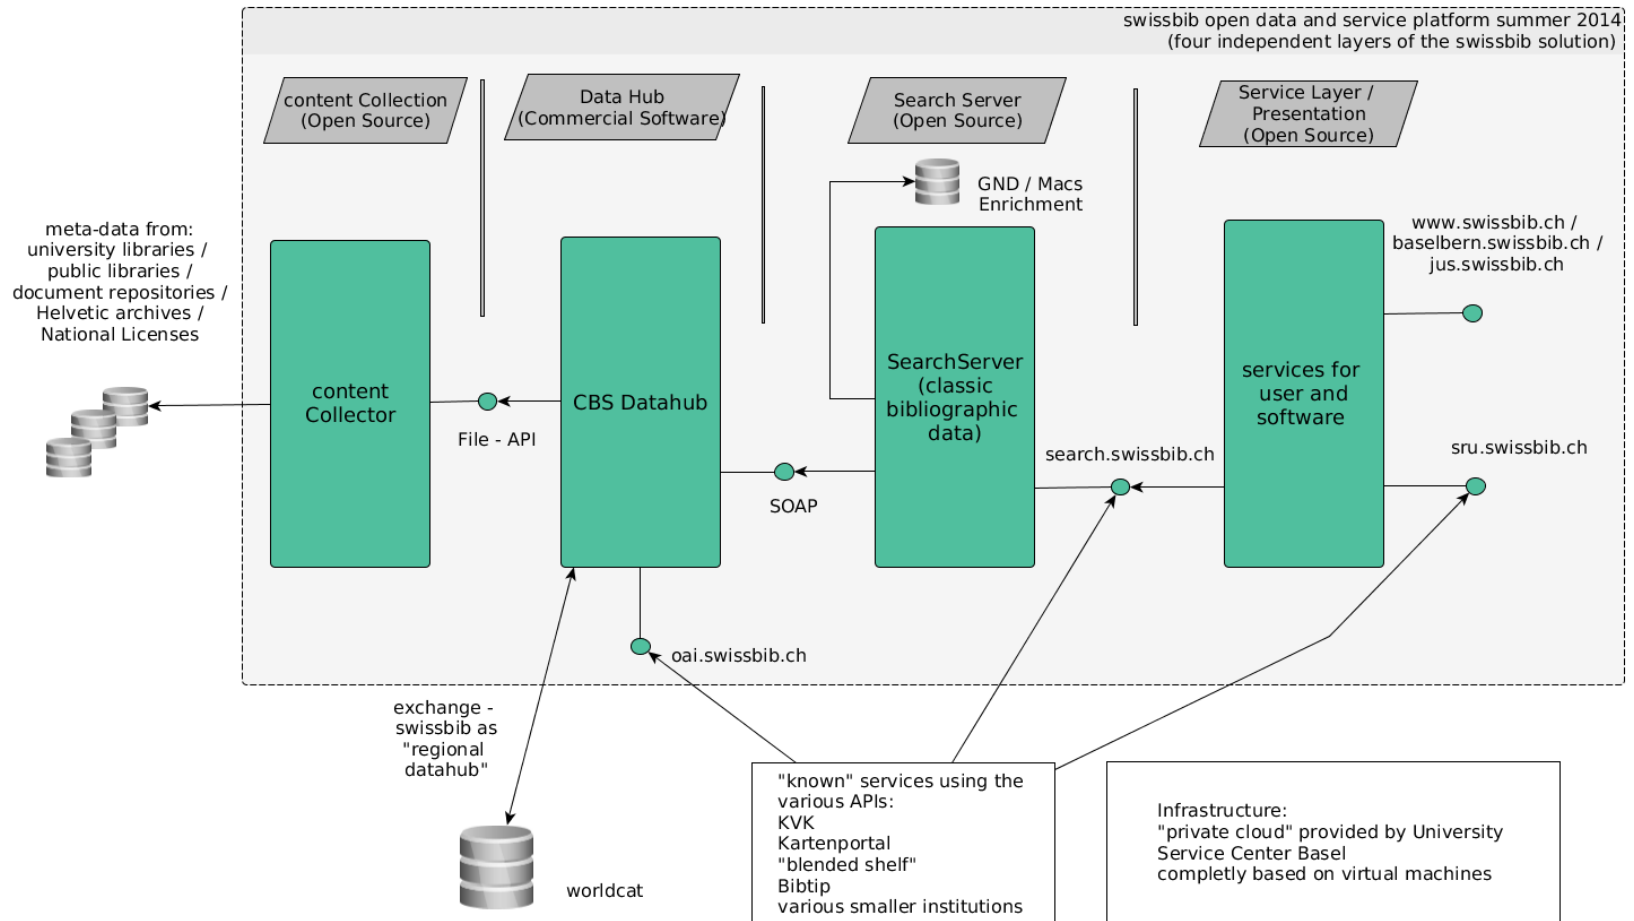 swissbib open data and service platform summer 2014
(four independent layers of the swissbib solution)
content Collection
(Open Source)
Data Hub
(Commercial Software)
Search Server
(Open Source)
Service Layer /
Presentation
(Open Source)
GND / Macs
Enrichment
meta-data from:
university libraries /
public libraries /
document repositories /
Helvetic archives /
National Licenses
www.swissbib.ch /
baselbern.swissbib.ch /
jus.swissbib.ch
content
Collector
File - API
CBS Datahub
SOAP
SearchServer
(classic
bibliographic
data)
search.swissbib.ch
services for
user and
software
sru.swissbib.ch
oai.swissbib.ch
exchange -
swissbib as
"regional
datahub"
worldcat
"known" services using the
various APIs:
KVK
Kartenportal
"blended shelf"
Bibtip
various smaller institutions
Infrastructure:
"private cloud" provided by University
Service Center Basel
completly based on virtual machines